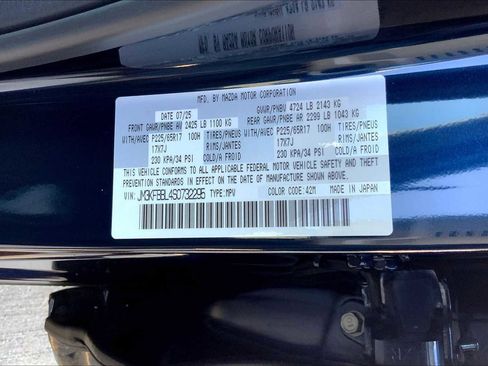 MFD. BY MAZDA MOTOR CORPORATION
DATE 07/25 GVWR/PNBV 4724 LB 2143 KG
FRONT GAWR/PNBE AV 2425 LB 1100 KG GAWR/PNBE AR 2299 LB 1043 KG
WITH/AVEC P225/65R17 100H TIRES/PNEUS WITH/AVEC P225/65R17 100H TIRES/PNEUS
17X7J RIMS/JANTES 17X7J RIMS/JANTES
230 KPA/34 PSI COLD/A FROID 230 KPA/34 PSI COLD/A FROID
THIS VEHICLE CONFORMS TO ALL APPLICABLE FEDERAL MOTOR VEHICLE SAFETY, BUMPER, AND THEFT
PREVENTION STANDARDS IN EFFECT ON THE DATE OF MANUFACTURE SHOWN ABOVE.
VIN: JM3KFBBL4S0732295 TYPE:MPV COLOR CODE: 42M MADE IN JAPAN